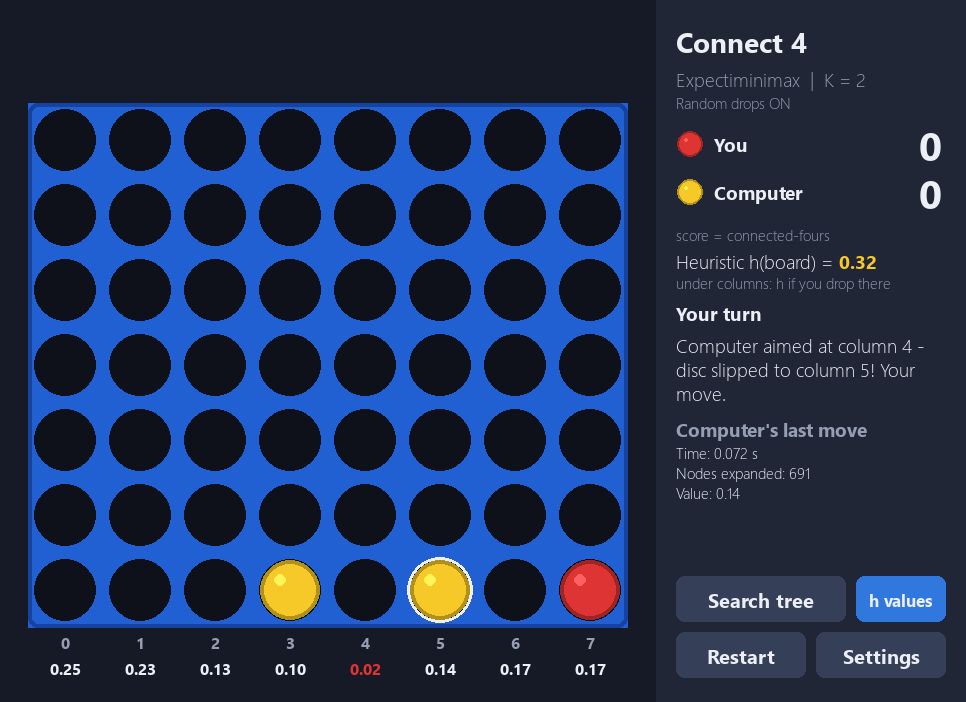 Connect 4
Expectiminimax | K = 2
Random drops ON
You 0
Computer 0
score = connected-fours
Heuristic h(board) = 0.32
under columns: h if you drop there
Your turn
Computer aimed at column 4 -
disc slipped to column 5! Your
move.
Computer's last move
Time: 0.072 s
Nodes expanded: 691
Value: 0.14
Search tree h values
Restart Settings
0 1 2 3 4 5 6 7
0.25 0.23 0.13 0.10 0.02 0.14 0.17 0.17